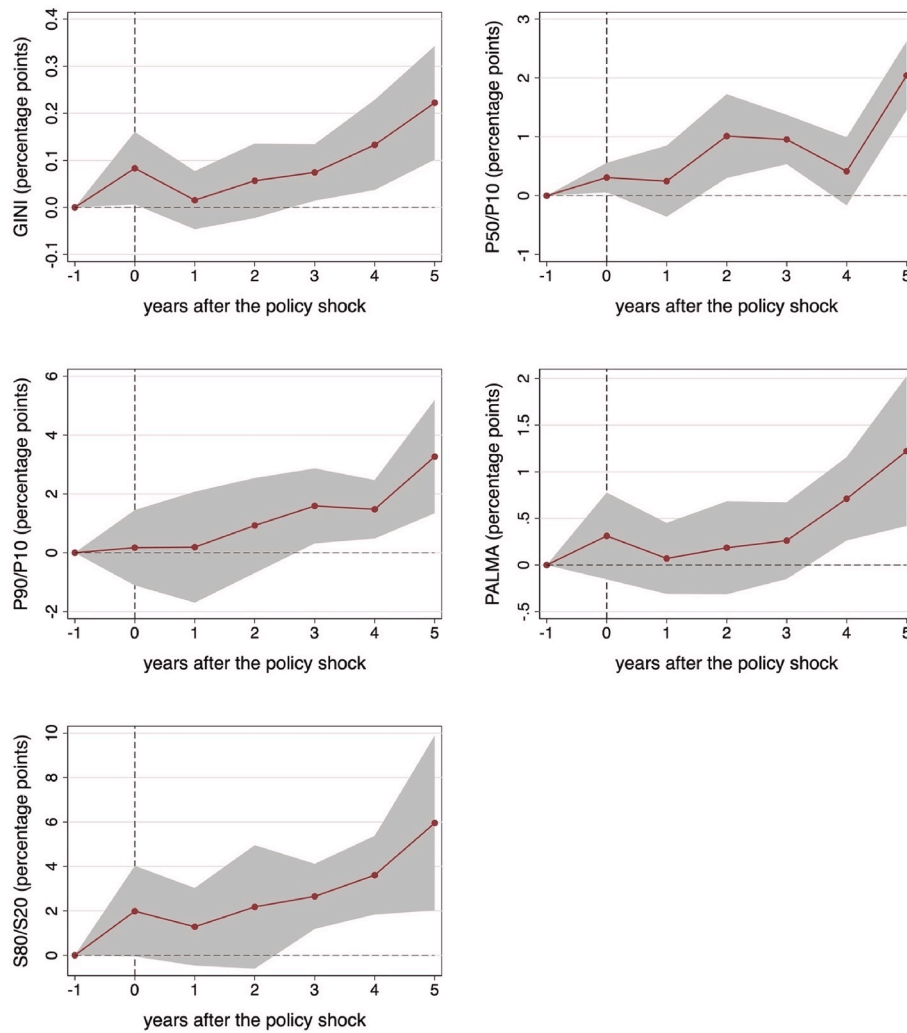 GINI (percentage points)
0.4
0.3
0.2
0.1
0.0
-0.1
-1 0 1 2 3 4 5
years after the policy shock
P50/P10 (percentage points)
3
2
1
0
-1
-1 0 1 2 3 4 5
years after the policy shock
P90/P10 (percentage points)
6
4
2
0
-2
-1 0 1 2 3 4 5
years after the policy shock
PALMA (percentage points)
2
1.5
1
.5
0
-.5
-1 0 1 2 3 4 5
years after the policy shock
S80/S20 (percentage points)
10
8
6
4
2
0
-1 0 1 2 3 4 5
years after the policy shock